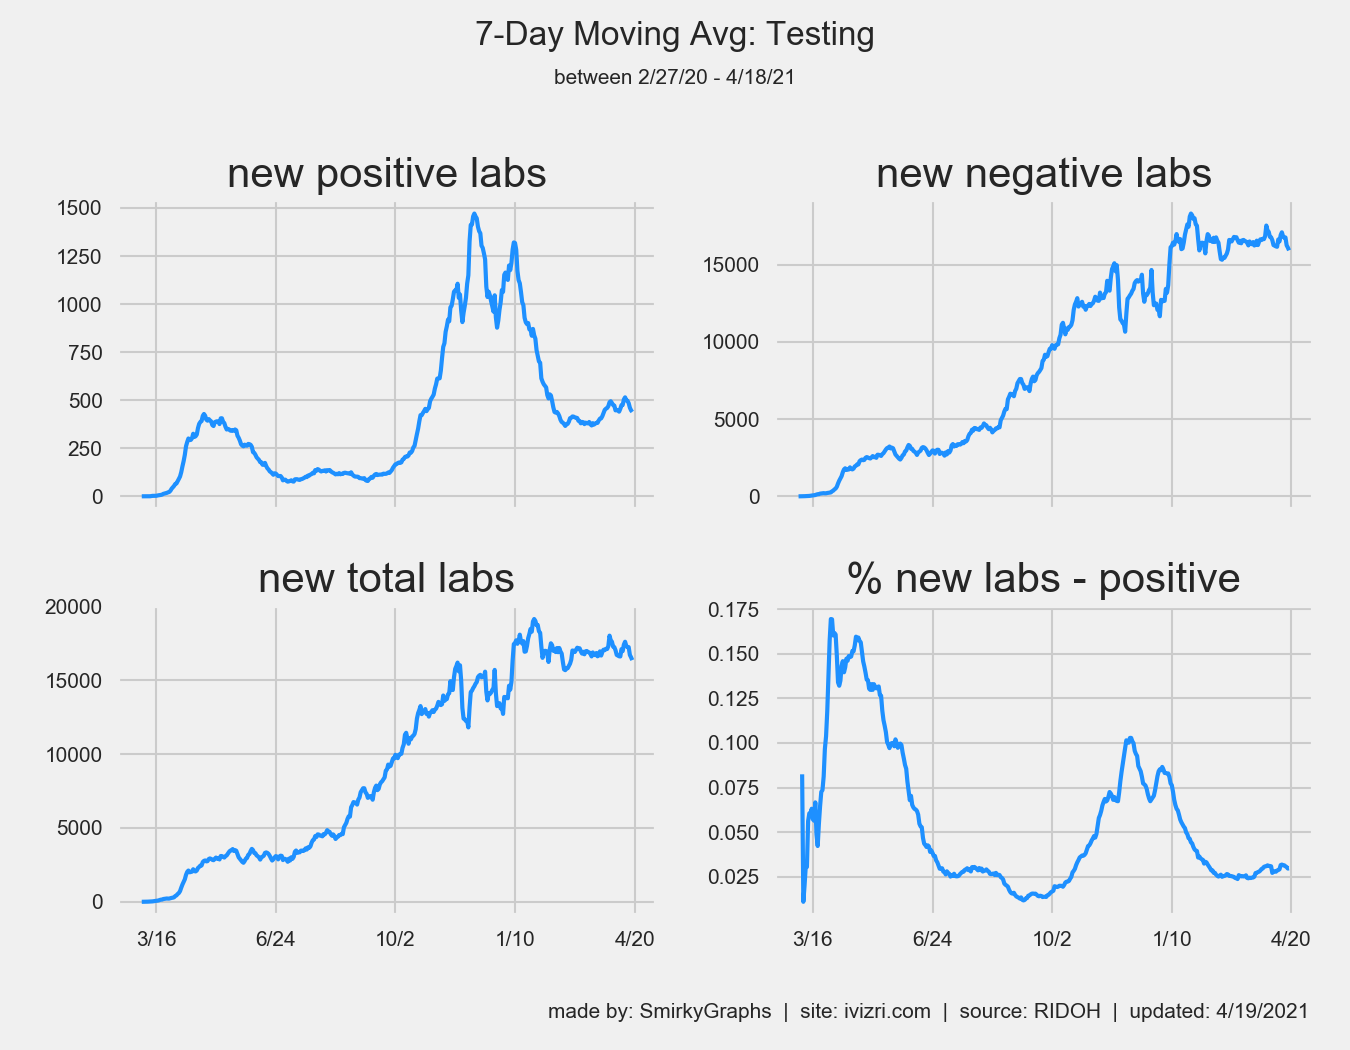 7-Day Moving Avg: Testing
between 2/27/20 - 4/18/21
new positive labs
1500
1250
1000
750
500
250
0
new negative labs
15000
10000
5000
0
new total labs
20000
15000
10000
5000
0
3/16 6/24 10/2 1/10 4/20
% new labs - positive
0.175
0.150
0.125
0.100
0.075
0.050
0.025
3/16 6/24 10/2 1/10 4/20
made by: SmirkyGraphs | site: ivizri.com | source: RIDOH | updated: 4/19/2021